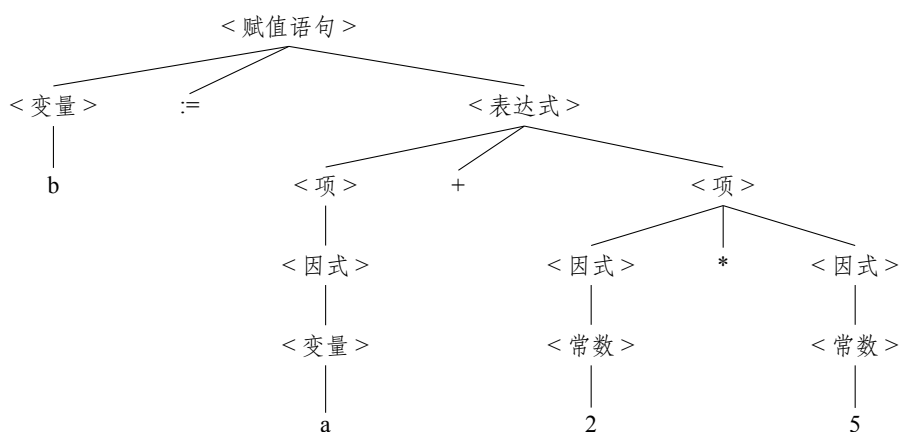 < 赋值语句 >
< 变量 > := < 表达式 >
b < 项 > + < 项 >
< 因式 > < 因式 > * < 因式 >
< 变量 > < 常数 > < 常数 >
a 2 5